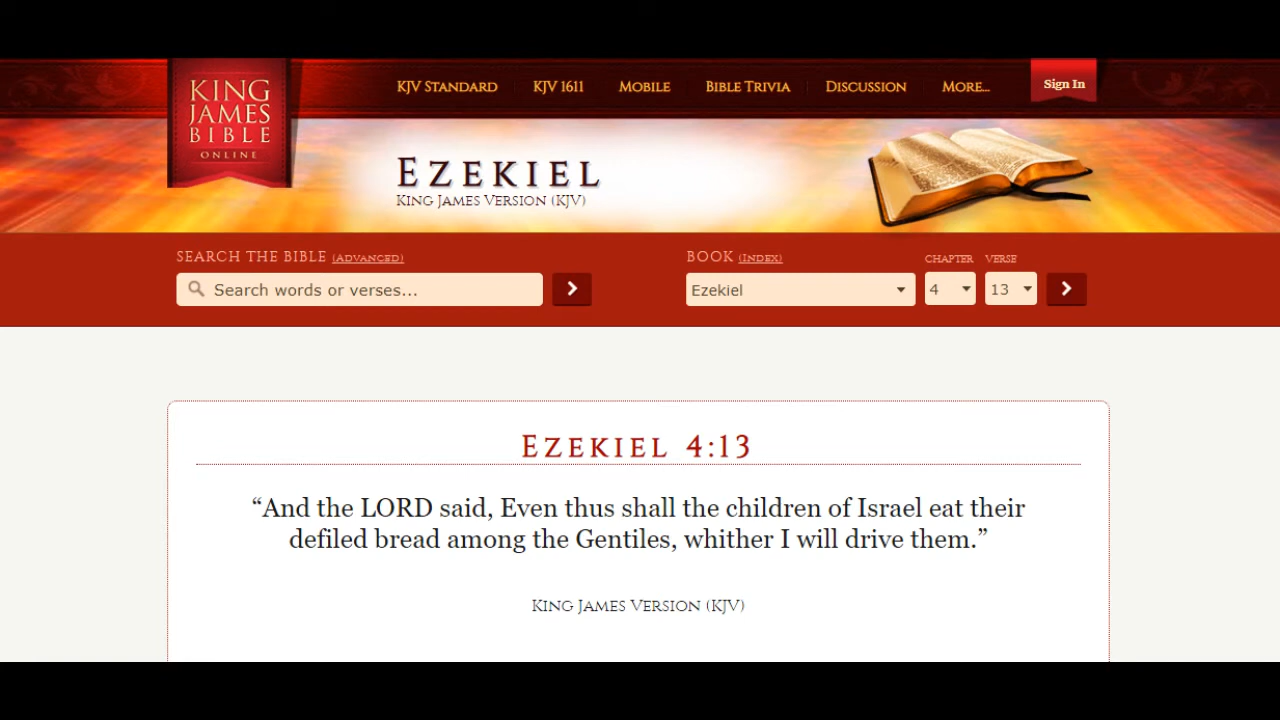 KING
JAMES
BIBLE
ONLINE
KJV STANDARD KJV 1611 MOBILE BIBLE TRIVIA DISCUSSION MORE... Sign In
EZEKIEL
KING JAMES VERSION (KJV)
SEARCH THE BIBLE (ADVANCED) BOOK (INDEX) CHAPTER VERSE
Search words or verses... Ezekiel 4 13
EZEKIEL 4:13
“And the LORD said, Even thus shall the children of Israel eat their
defiled bread among the Gentiles, whither I will drive them.”
KING JAMES VERSION (KJV)